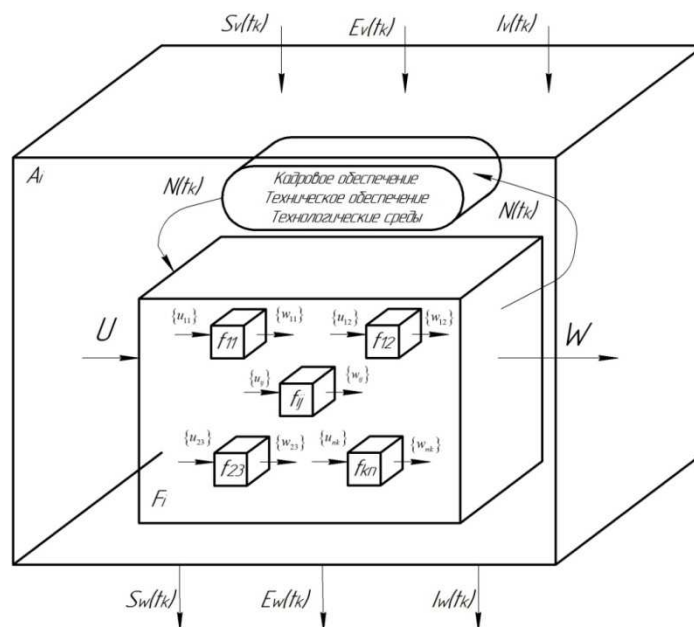 Sv(tk) Ev(tk) Iv(tk)
Ai
N(tk)
Кадровое обеспечение
Техническое обеспечение
Технологические среды
N(tk)
U
W
{u11} f11 {w11} {u12} f12 {w12}
{uij} fij {wij}
{u23} f23 {w23} {unk} fkn {wnk}
Fi
Sw(tk) Ew(tk) Iw(tk)